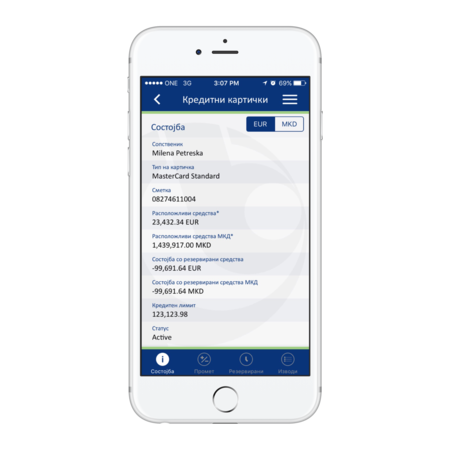 ONE 3G 3:07 PM 69%
Кредитни картички
Состојба EUR MKD
Сопственик
Milena Petreska
Тип на картичка
MasterCard Standard
Сметка
08274611004
Расположливи средства*
23,432.34 EUR
Расположливи средства МКД*
1,439,917.00 MKD
Состојба со резервирани средства
-99,691.64 EUR
Состојба со резервирани средства МКД
-99,691.64 MKD
Кредитен лимит
123,123.98
Статус
Active
Состојба Промет Резервирани Изводи